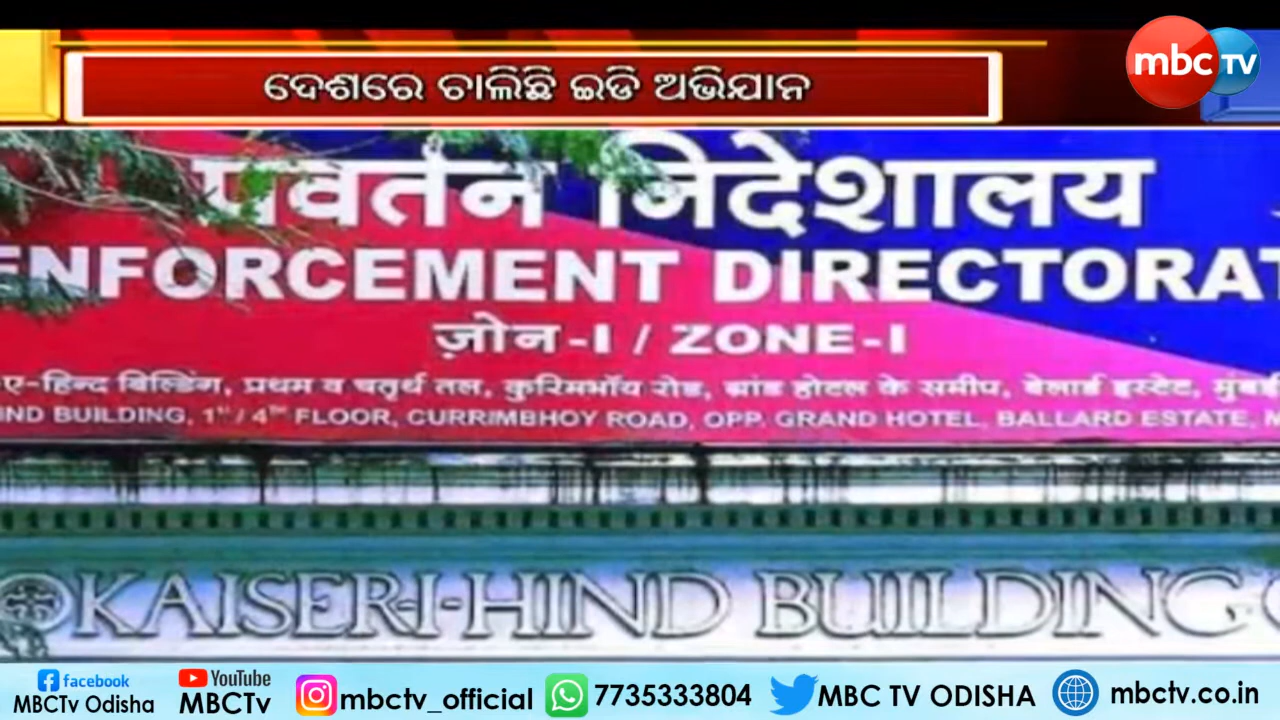 ଦେଶରେ ଚାଲିଛି ଇଡି ଅଭିଯାନ
mbc TV
प्रवर्तन निदेशालय
ENFORCEMENT DIRECTORAT
ज़ोन-I / ZONE-I
ए-हिन्द बिल्डिंग, प्रथम व चतुर्थ तल, कुरिमभॉय रोड, ग्रांड होटल के समीप, बेलार्ड इस्टेट, मुंबई
IND BUILDING, 1ST / 4TH FLOOR, CURRIMBHOY ROAD, OPP. GRAND HOTEL, BALLARD ESTATE, M
KAISER-I-HIND BUILDING
facebook YouTube
MBCTv Odisha MBCTv mbctv_official 7735333804 MBC TV ODISHA mbctv.co.in